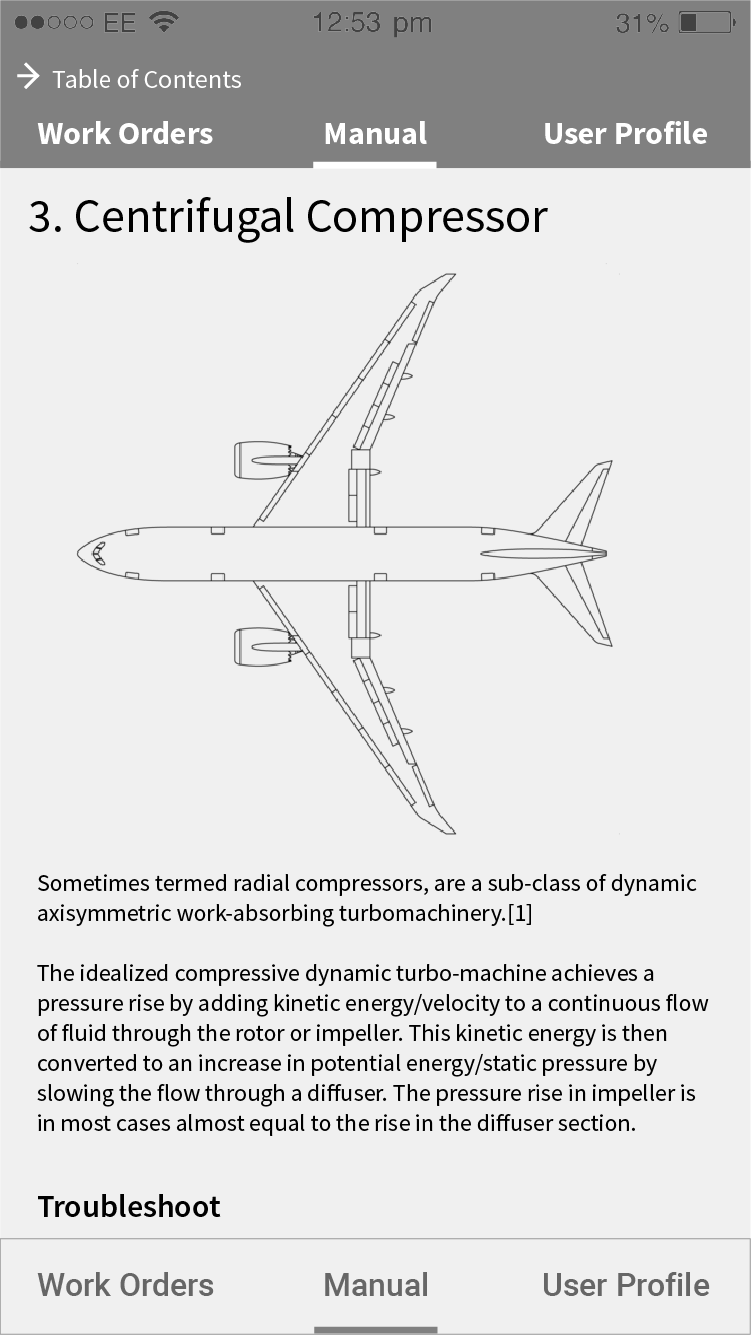 EE 12:53 pm 31%
Table of Contents
Work Orders Manual User Profile
3. Centrifugal Compressor
Sometimes termed radial compressors, are a sub-class of dynamic
axisymmetric work-absorbing turbomachinery.[1]
The idealized compressive dynamic turbo-machine achieves a
pressure rise by adding kinetic energy/velocity to a continuous flow
of fluid through the rotor or impeller. This kinetic energy is then
converted to an increase in potential energy/static pressure by
slowing the flow through a diffuser. The pressure rise in impeller is
in most cases almost equal to the rise in the diffuser section.
Troubleshoot
Work Orders Manual User Profile